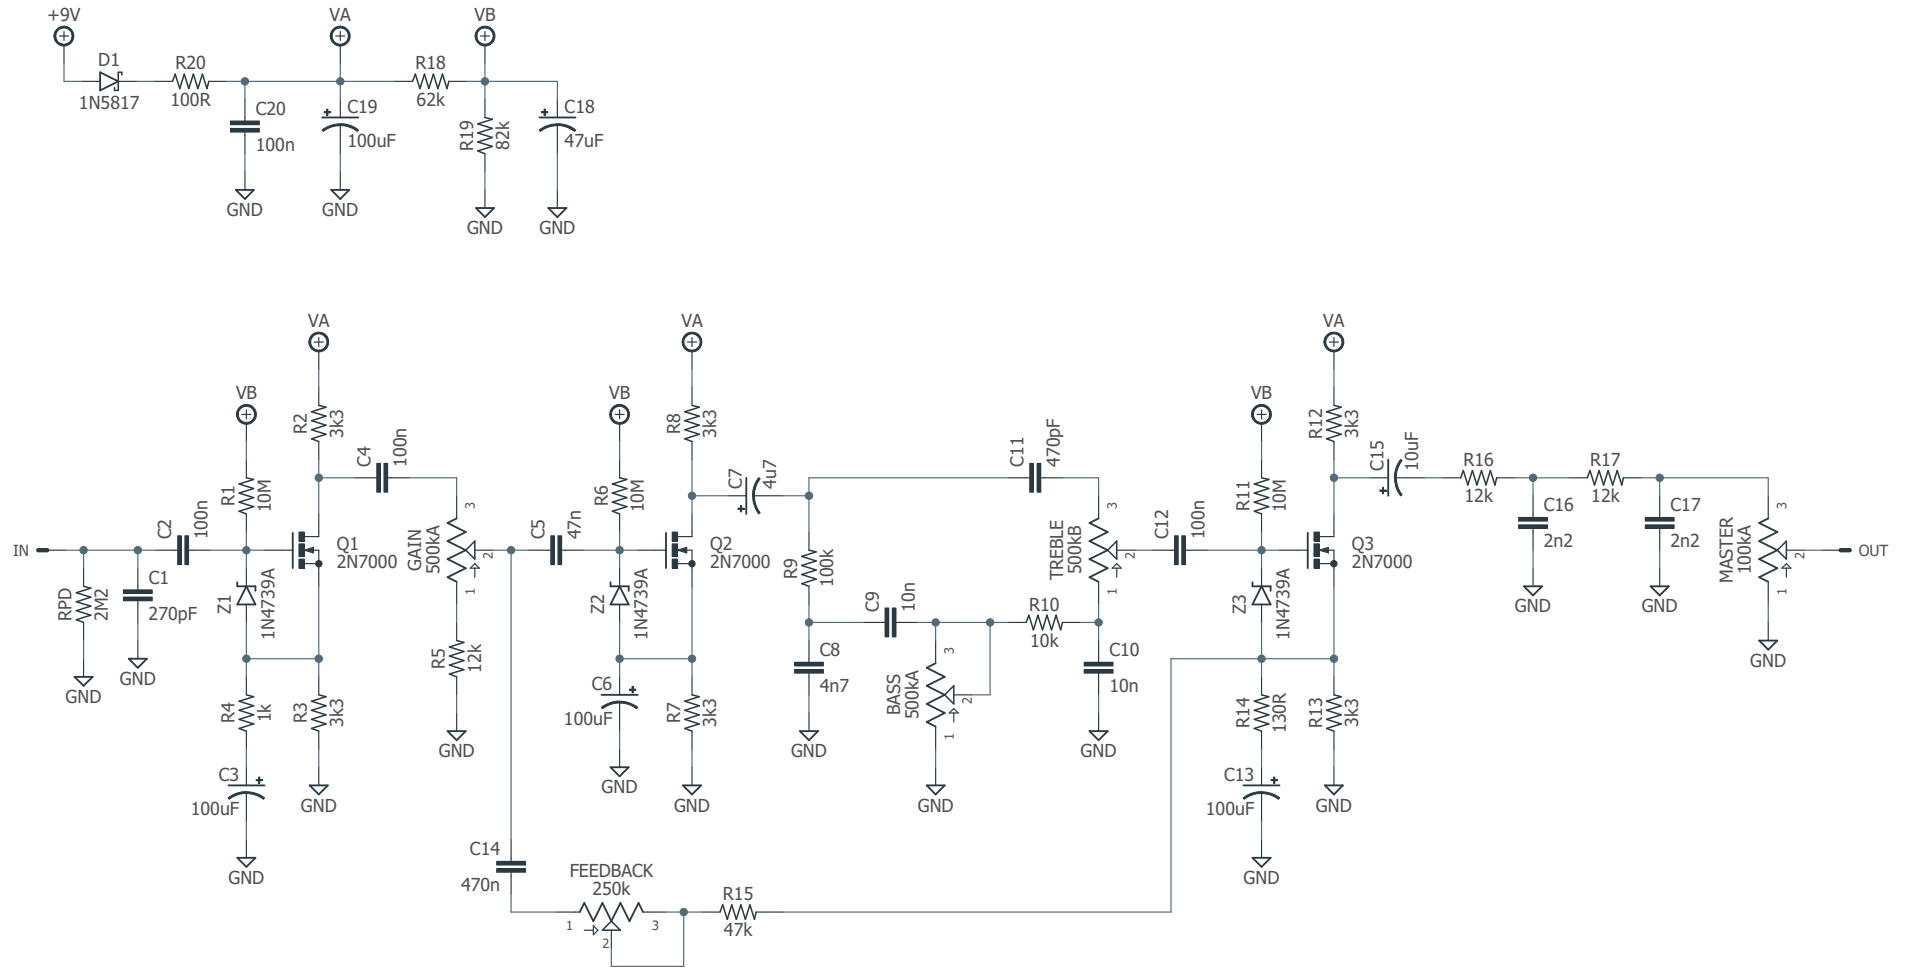 +9V
VA
VB
D1
1N5817
R20
100R
C20
100n
C19
100uF
R18
62k
R19
82k
C18
47uF
GND
GND
GND
GND
VA
VB
R2
3k3
R1
10M
C4
100n
C2
100n
IN
RPD
2M2
GND
C1
270pF
GND
Q1
2N7000
Z1
1N4739A
R4
1k
R3
3k3
GND
C3
100uF
GND
GAIN
500kA
3
2
1
R5
12k
GND
VA
VB
R8
3k3
R6
10M
C5
47n
Q2
2N7000
Z2
1N4739A
C6
100uF
GND
R7
3k3
GND
C7
4u7
R9
100k
C8
4n7
GND
C9
10n
BASS
500kA
3
2
1
GND
R10
10k
C11
470pF
TREBLE
500kB
3
2
1
C10
10n
GND
C12
100n
VA
VB
R12
3k3
R11
10M
Q3
2N7000
Z3
1N4739A
R14
130R
R13
3k3
GND
C13
100uF
GND
C15
10uF
R16
12k
C16
2n2
GND
R17
12k
C17
2n2
GND
MASTER
100kA
3
2
1
GND
OUT
C14
470n
FEEDBACK
250k
1
2
3
R15
47k